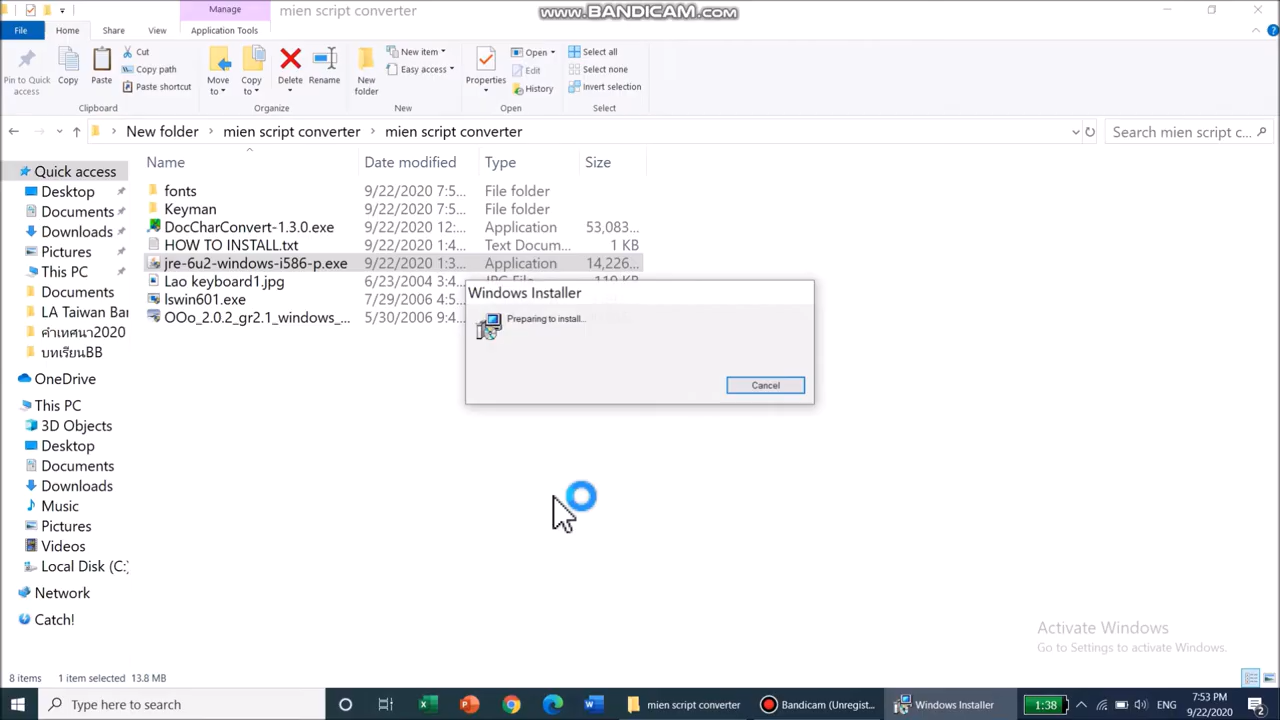 Manage
mien script converter
www.BANDICAM.com
File
Home
Share
View
Application Tools
Pin to Quick access
Copy
Paste
Cut
Copy path
Paste shortcut
Move to
Copy to
Delete
Rename
New folder
New item
Easy access
Properties
Open
Edit
History
Select all
Select none
Invert selection
Clipboard
Organize
New
Open
Select
New folder
mien script converter
mien script converter
Search mien script c...
Name
Date modified
Type
Size
Quick access
Desktop
Documents
Downloads
Pictures
This PC
Documents
LA Taiwan Ban
คำเทศนา2020
บทเรียนBB
OneDrive
This PC
3D Objects
Desktop
Documents
Downloads
Music
Pictures
Videos
Local Disk (C:)
Network
Catch!
fonts 9/22/2020 7:5... File folder
Keyman 9/22/2020 7:5... File folder
DocCharConvert-1.3.0.exe 9/22/2020 12:... Application 53,083...
HOW TO INSTALL.txt 9/22/2020 1:4... Text Docum... 1 KB
jre-6u2-windows-i586-p.exe 9/22/2020 1:3... Application 14,226...
Lao keyboard1.jpg 6/23/2004 3:4...
lswin601.exe 7/29/2006 4:5...
OOo_2.0.2_gr2.1_windows_... 5/30/2006 9:4...
Windows Installer
Preparing to install...
Cancel
Activate Windows
Go to Settings to activate Windows.
8 items
1 item selected 13.8 MB
Type here to search
mien script converter
Bandicam (Unregist...
Windows Installer
1:38
ENG
7:53 PM
9/22/2020
2